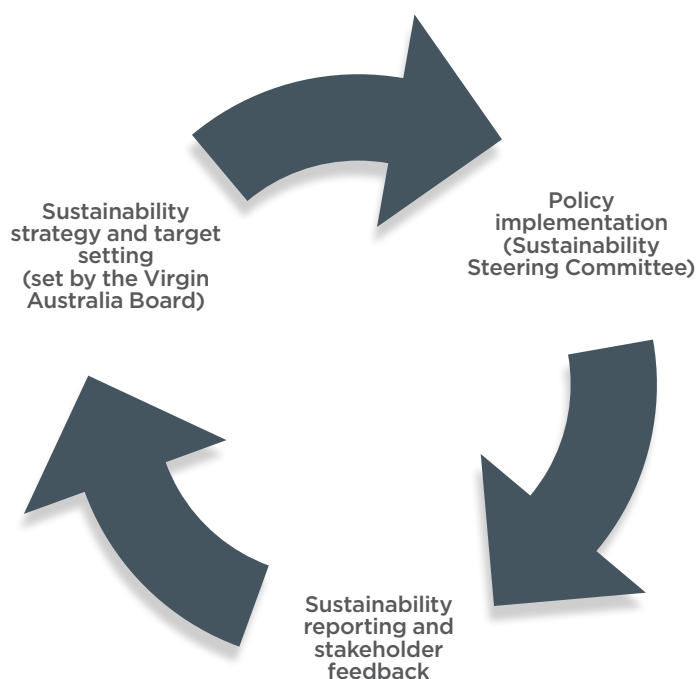 Sustainability
strategy and target
setting
(set by the Virgin
Australia Board)
Policy
implementation
(Sustainability
Steering Committee)
Sustainability
reporting and
stakeholder
feedback